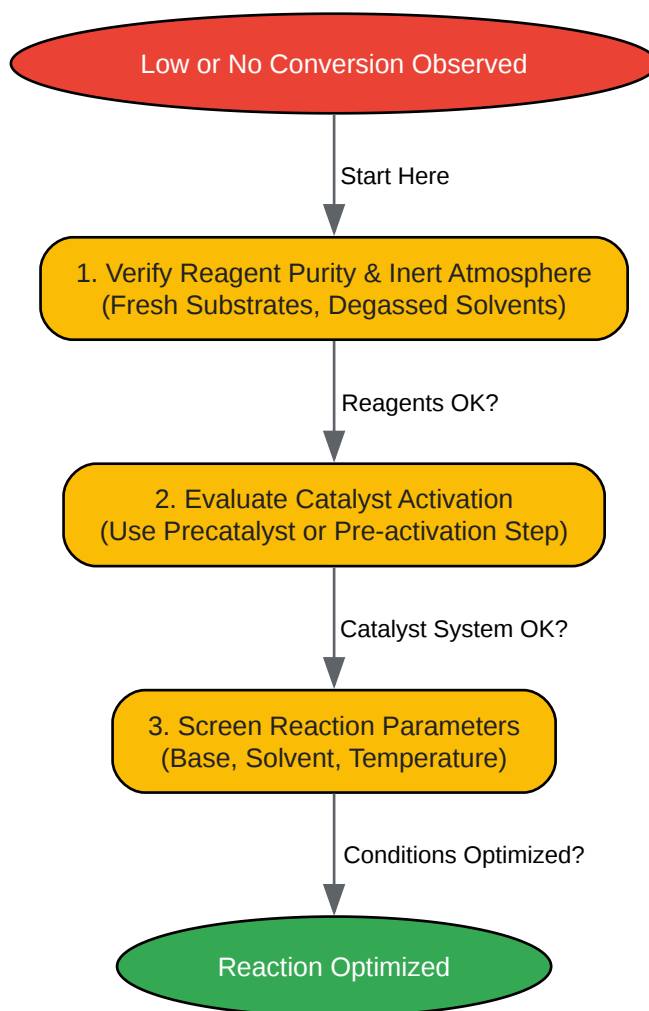 Low or No Conversion Observed
Start Here
1. Verify Reagent Purity & Inert Atmosphere
(Fresh Substrates, Degassed Solvents)
Reagents OK?
2. Evaluate Catalyst Activation
(Use Precatalyst or Pre-activation Step)
Catalyst System OK?
3. Screen Reaction Parameters
(Base, Solvent, Temperature)
Conditions Optimized?
Reaction Optimized